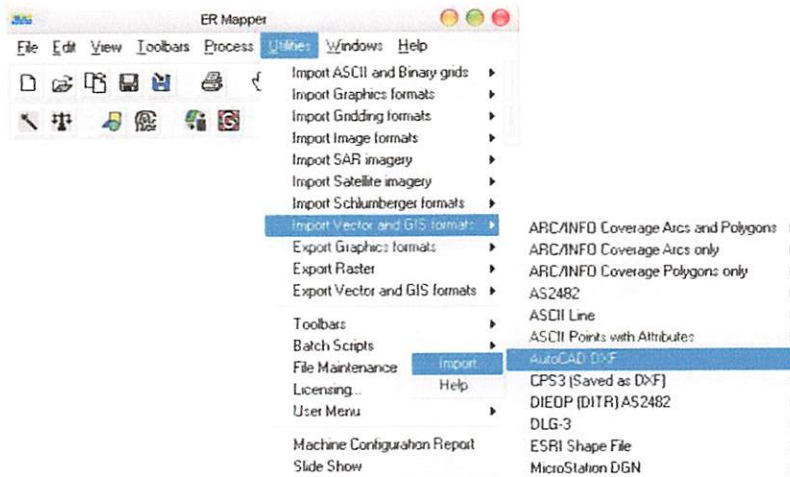 ER Mapper
File Edit View Toolbars Process Utilities Windows Help
Import ASCII and Binary grids
Import Graphics formats
Import Gridding formats
Import Image formats
Import SAR imagery
Import Satellite imagery
Import Schlumberger formats
Import Vector and GIS formats
Export Graphics formats
Export Raster
Export Vector and GIS formats
Toolbars
Batch Scripts
File Maintenance
Licensing...
User Menu
Machine Configuration Report
Slide Show
ARC/INFO Coverage Arcs and Polygons
ARC/INFO Coverage Arcs only
ARC/INFO Coverage Polygons only
AS2482
ASCII Line
ASCII Points with Attributes
AutoCAD DXF
CPS3 (Saved as DXF)
DIEOP (DITR) AS2482
DLG-3
ESRI Shape File
MicroStation DGN
Import
Help